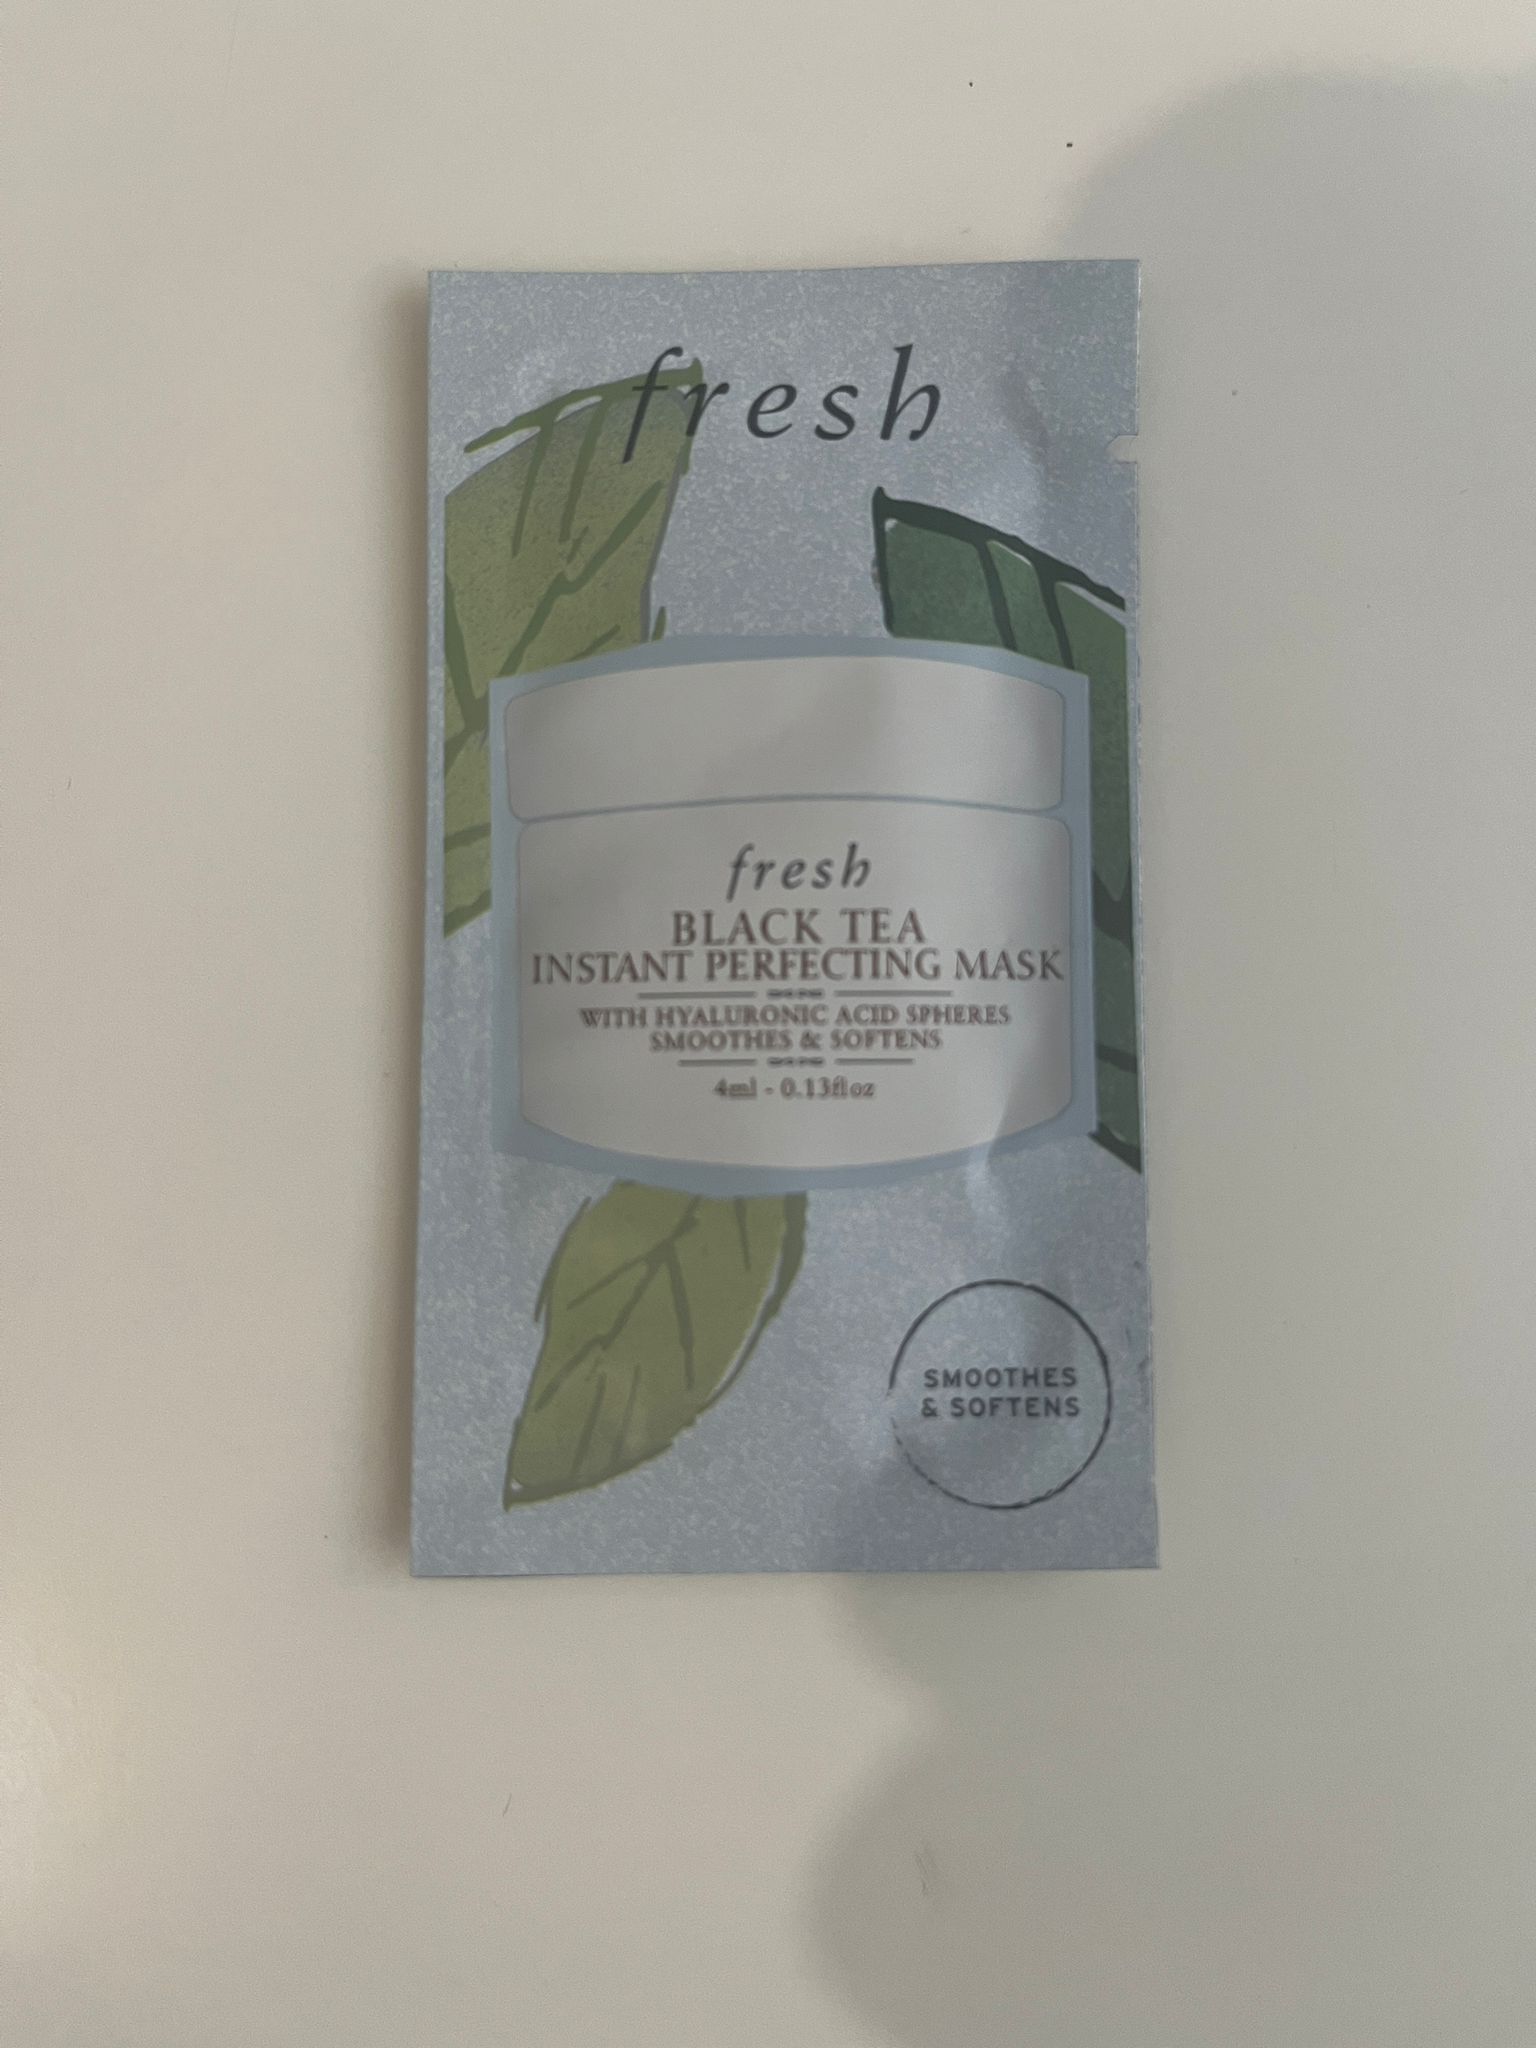 fresh
fresh
BLACK TEA
INSTANT PERFECTING MASK
WITH HYALURONIC ACID SPHERES
SMOOTHES & SOFTENS
4ml - 0.13fl oz
SMOOTHES
& SOFTENS